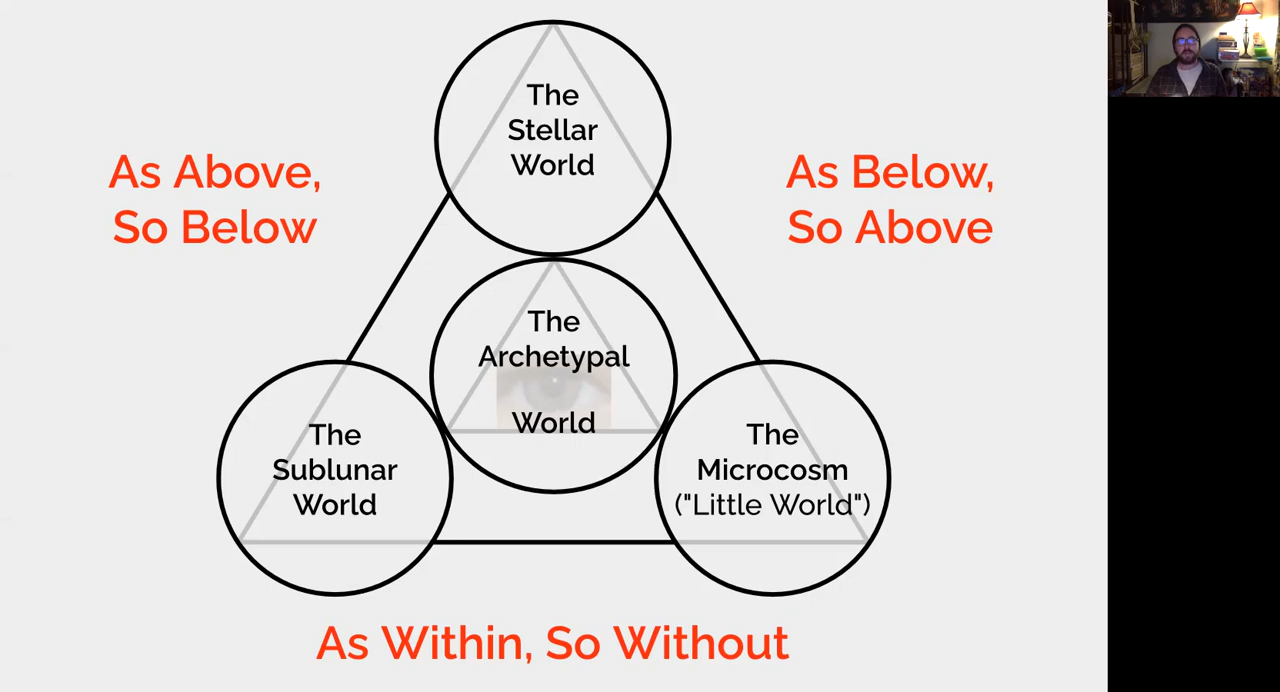 The
Stellar
World
As Above,
So Below
As Below,
So Above
The
Archetypal
World
The
Sublunar
World
The
Microcosm
("Little World")
As Within, So Without